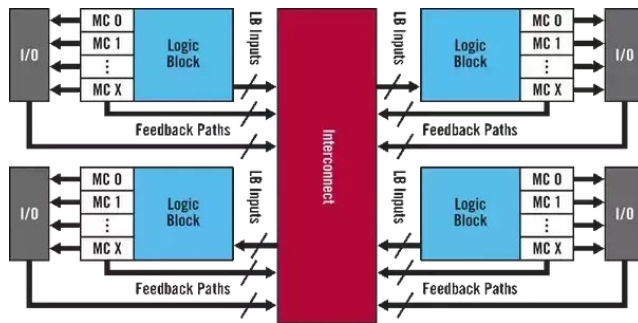 I/O
MC 0
MC 1
⋮
MC X
Logic
Block
LB Inputs
Feedback Paths
Interconnect
LB Inputs
Logic
Block
MC 0
MC 1
⋮
MC X
I/O
Feedback Paths
I/O
MC 0
MC 1
⋮
MC X
Logic
Block
LB Inputs
Feedback Paths
LB Inputs
Logic
Block
MC 0
MC 1
⋮
MC X
I/O
Feedback Paths